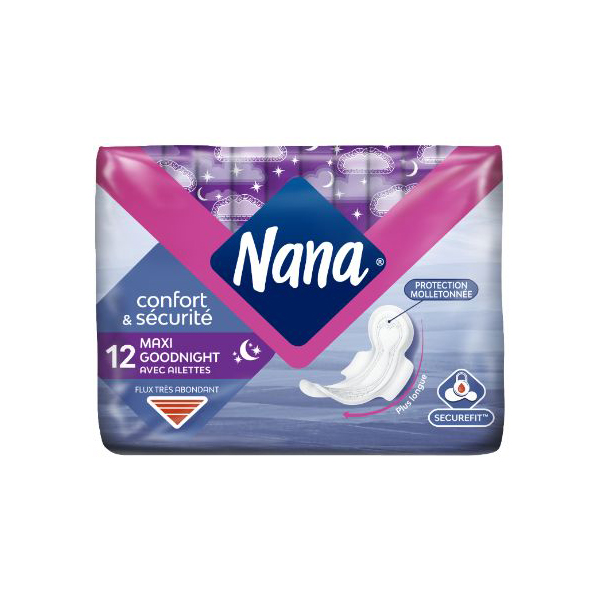 Nana®
confort
& sécurité
12 MAXI
GOODNIGHT
AVEC AILETTES
FLUX TRÈS ABONDANT
PROTECTION
MOLLETONNÉE
Plus longue
SECUREFIT™